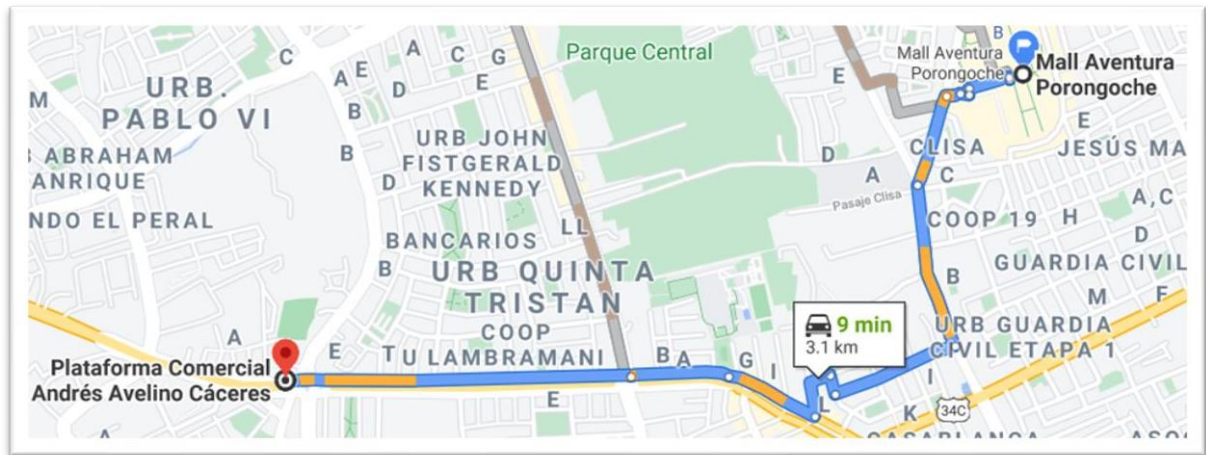 B
C
A
E
D
B
A
C
G
E
D
Parque Central
E
Mall Aventura
Porongoche
Mall Aventura
Porongoche
M
URB.
PABLO VI
URB JOHN
FISTGERALD
KENNEDY
E
CLISA
JESÚS MA
ABRAHAM
ANRIQUE
B
D
D
A
C
Pasaje Clisa
A,C
NDO EL PERAL
LL
COOP 19
H
D
BANCARIOS
B
URB QUINTA
TRISTAN
B
GUARDIA CIVIL
M
F
9 min
3.1 km
URB GUARDIA
CIVIL ETAPA 1
A
E
COOP
TU LAMBRAMANI
B
A
G
I
I
Plataforma Comercial
Andrés Avelino Cáceres
E
L
K
34C
A
CASABLANCA
ASO